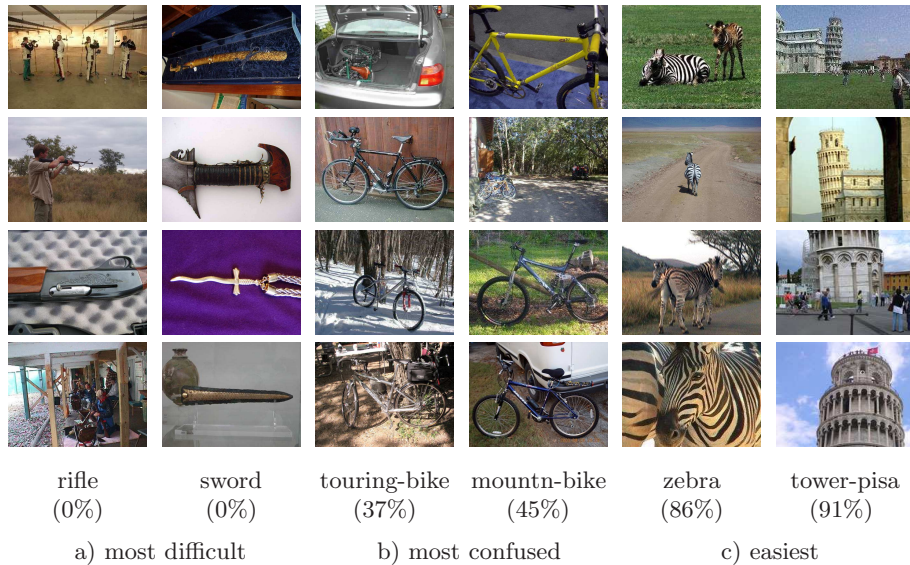 rifle sword touring-bike mountn-bike zebra tower-pisa
(0%) (0%) (37%) (45%) (86%) (91%)
a) most difficult b) most confused c) easiest